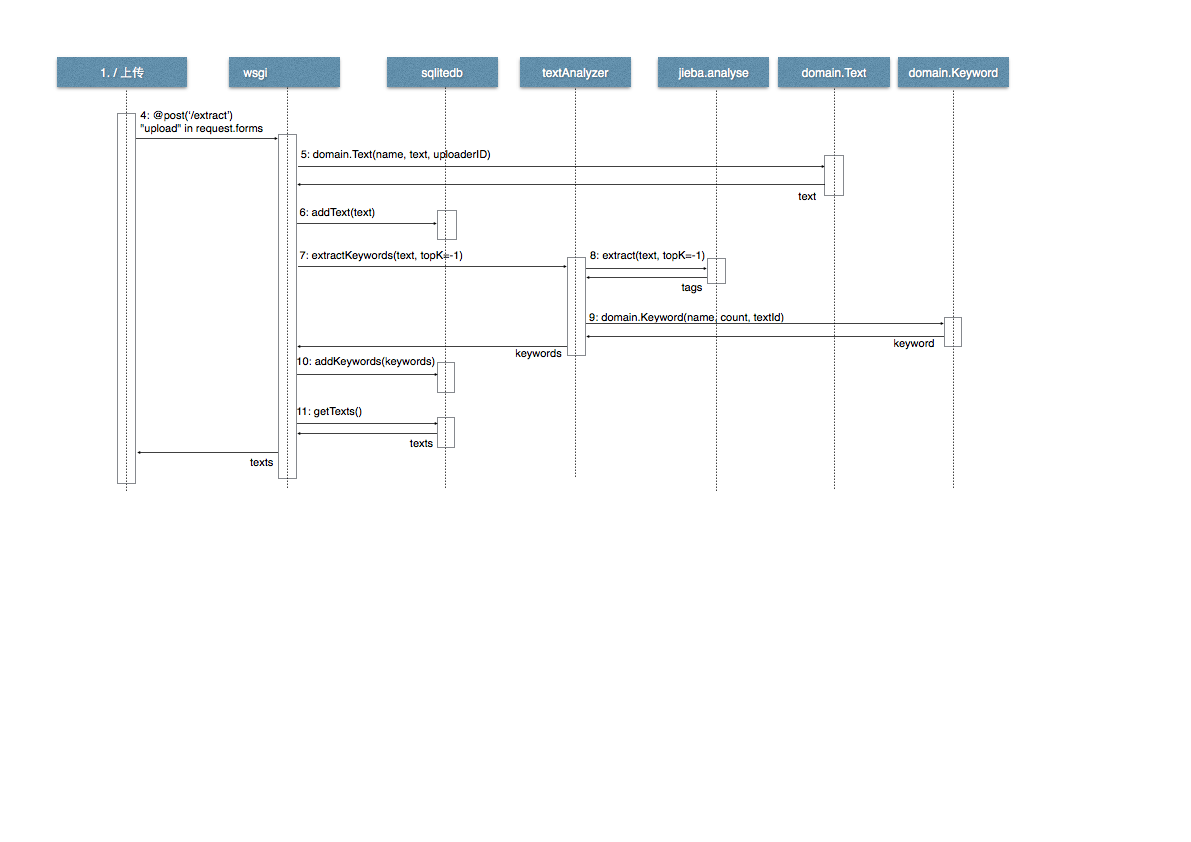 1. / 上传
wsgi
sqlitedb
textAnalyzer
jieba.analyse
domain.Text
domain.Keyword
4: @post('/extract')
"upload" in request.forms
5: domain.Text(name, text, uploaderID)
text
6: addText(text)
7: extractKeywords(text, topK=-1)
8: extract(text, topK=-1)
tags
9: domain.Keyword(name, count, textId)
keyword
keywords
10: addKeywords(keywords)
11: getTexts()
texts
texts